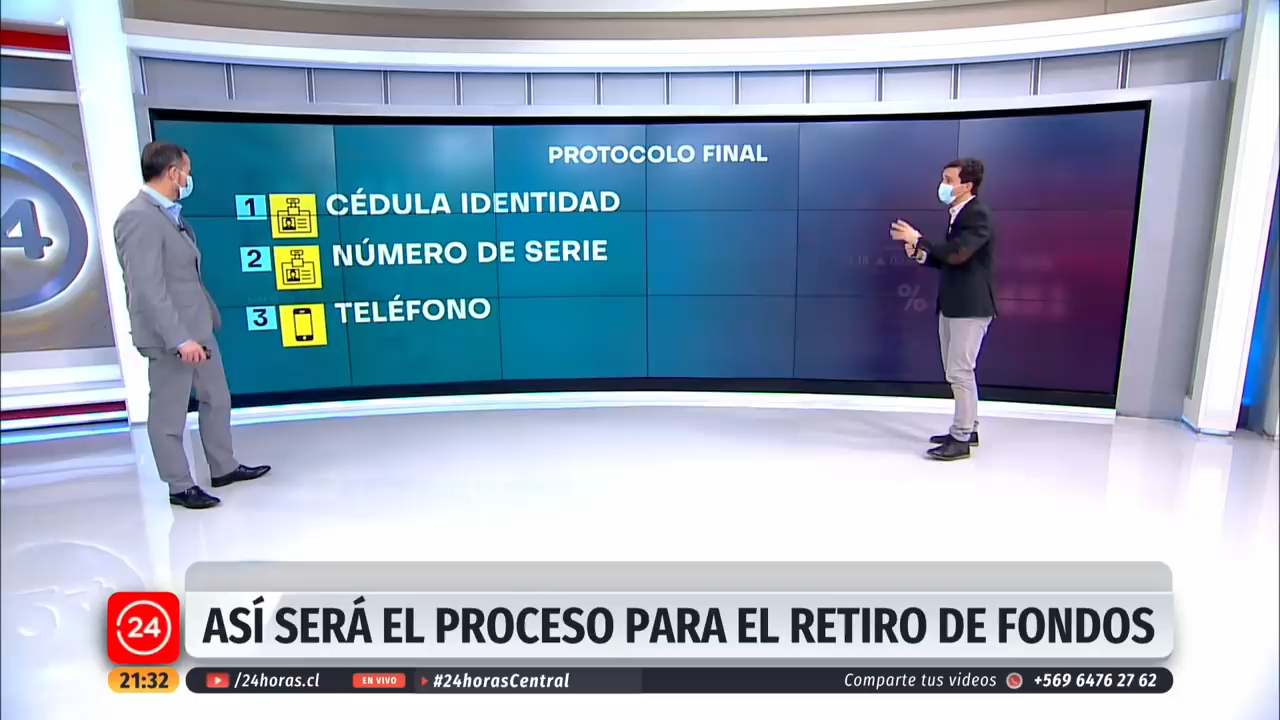 PROTOCOLO FINAL
1 CÉDULA IDENTIDAD
2 NÚMERO DE SERIE
3 TELÉFONO
4
%
24 ASÍ SERÁ EL PROCESO PARA EL RETIRO DE FONDOS
21:32 /24horas.cl EN VIVO #24horasCentral Comparte tus videos +569 6476 27 62